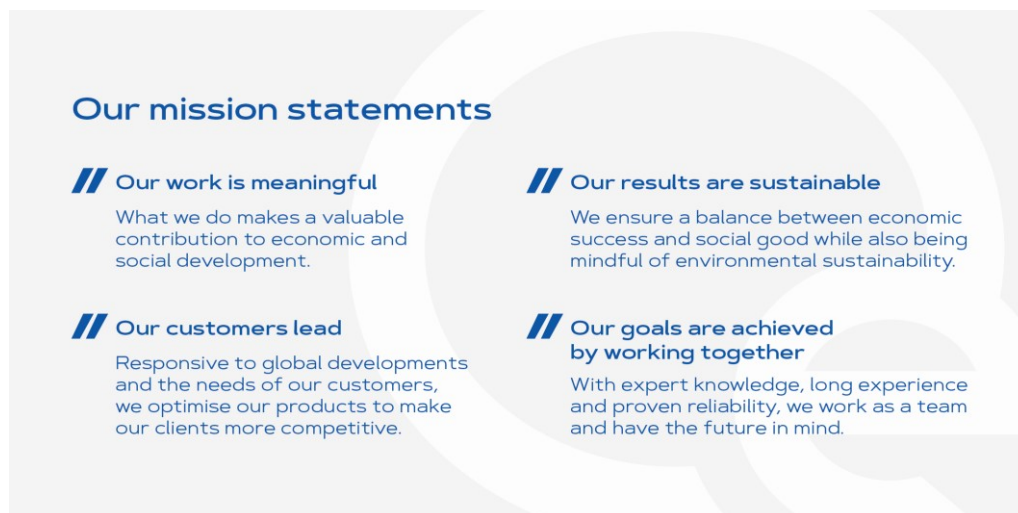 Our mission statements
Our work is meaningful
What we do makes a valuable
contribution to economic and
social development.
Our results are sustainable
We ensure a balance between economic
success and social good while also being
mindful of environmental sustainability.
Our customers lead
Responsive to global developments
and the needs of our customers,
we optimise our products to make
our clients more competitive.
Our goals are achieved
by working together
With expert knowledge, long experience
and proven reliability, we work as a team
and have the future in mind.